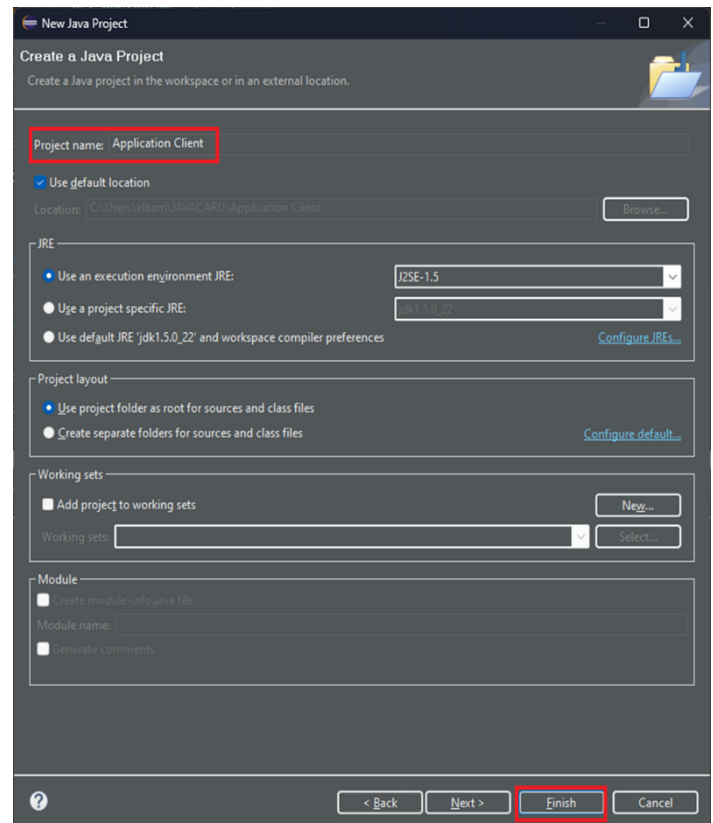 New Java Project
Create a Java Project
Create a Java project in the workspace or in an external location.
Project name: Application Client
Use default location
Location: C:\Users\elkam\JAVACARD\Application Client Browse...
JRE
Use an execution environment JRE: J2SE-1.5
Use a project specific JRE: jdk1.5.0_22
Use default JRE 'jdk1.5.0_22' and workspace compiler preferences Configure JREs...
Project layout
Use project folder as root for sources and class files
Create separate folders for sources and class files Configure default...
Working sets
Add project to working sets New...
Working sets: Select...
Module
Create module-info.java file
Module name:
Generate comments
? < Back Next > Finish Cancel